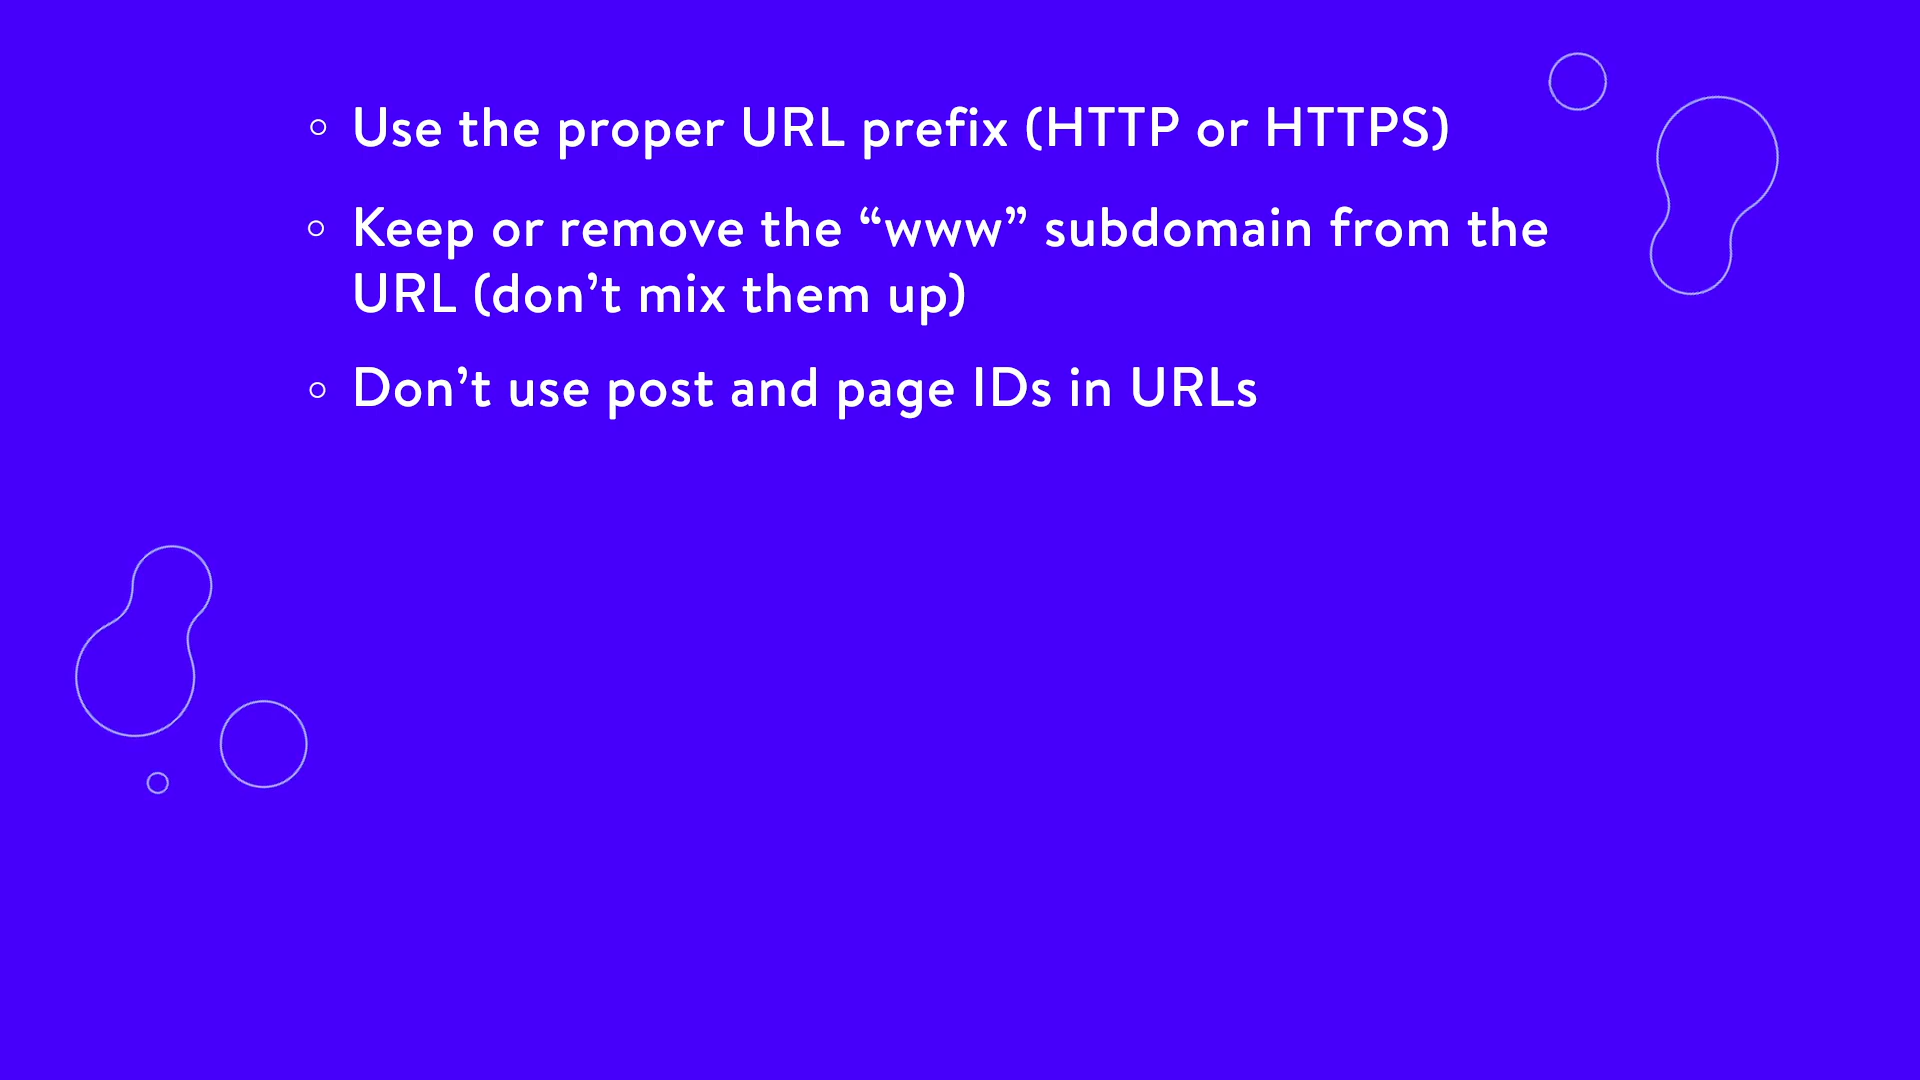 Use the proper URL prefix (HTTP or HTTPS)
Keep or remove the “www” subdomain from the
URL (don’t mix them up)
Don’t use post and page IDs in URLs